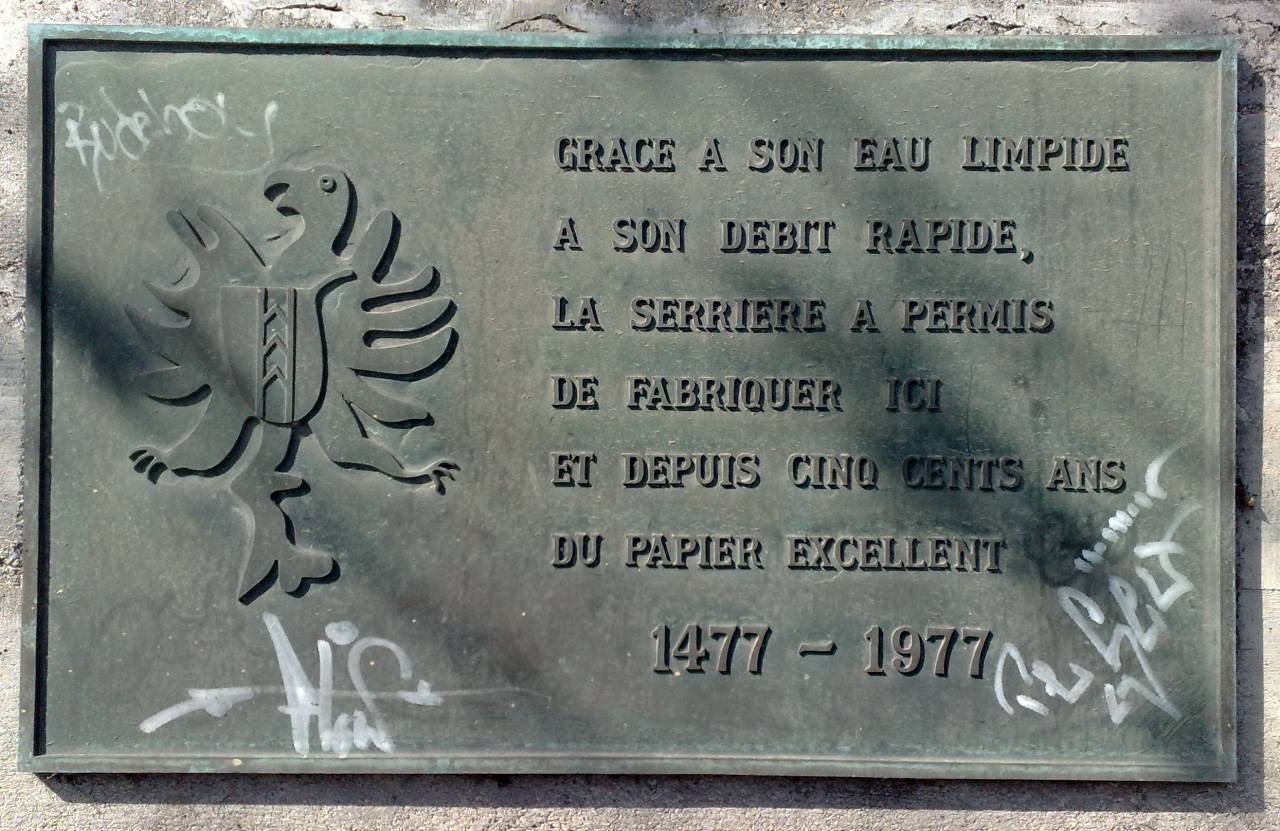 GRACE A SON EAU LIMPIDE
A SON DEBIT RAPIDE,
LA SERRIERE A PERMIS
DE FABRIQUER ICI
ET DEPUIS CINQ CENTS ANS
DU PAPIER EXCELLENT
1477 – 1977